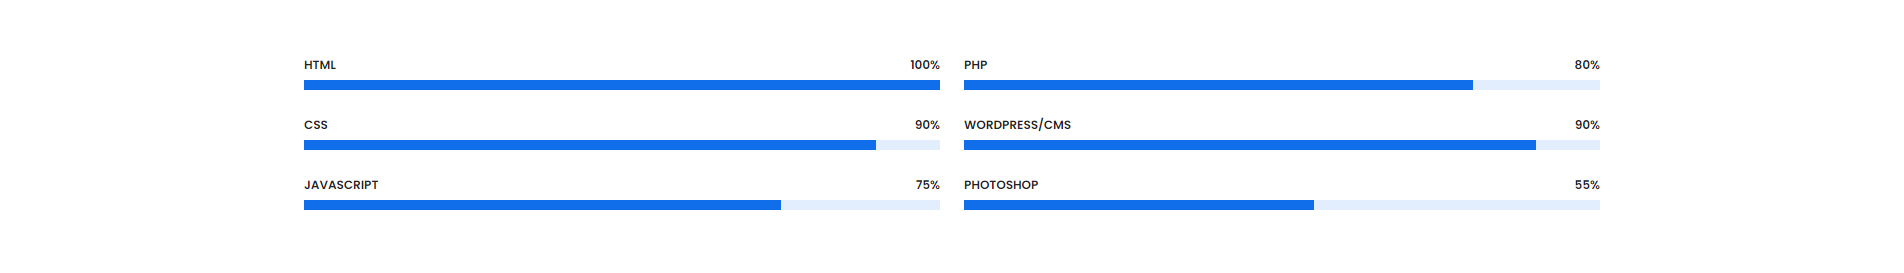 HTML 100%
CSS 90%
JAVASCRIPT 75%
PHP 80%
WORDPRESS/CMS 90%
PHOTOSHOP 55%